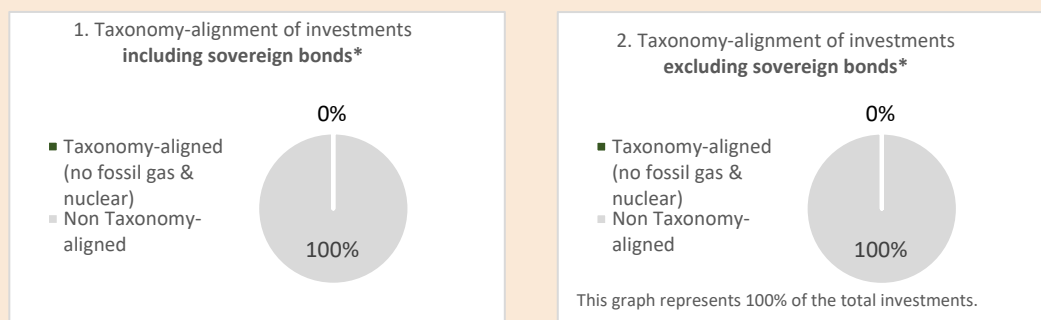 1. Taxonomy-alignment of investments
including sovereign bonds*
0%
Taxonomy-aligned
(no fossil gas &
nuclear)
Non Taxonomy-
aligned
100%
2. Taxonomy-alignment of investments
excluding sovereign bonds*
0%
Taxonomy-aligned
(no fossil gas &
nuclear)
Non Taxonomy-
aligned
100%
This graph represents 100% of the total investments.